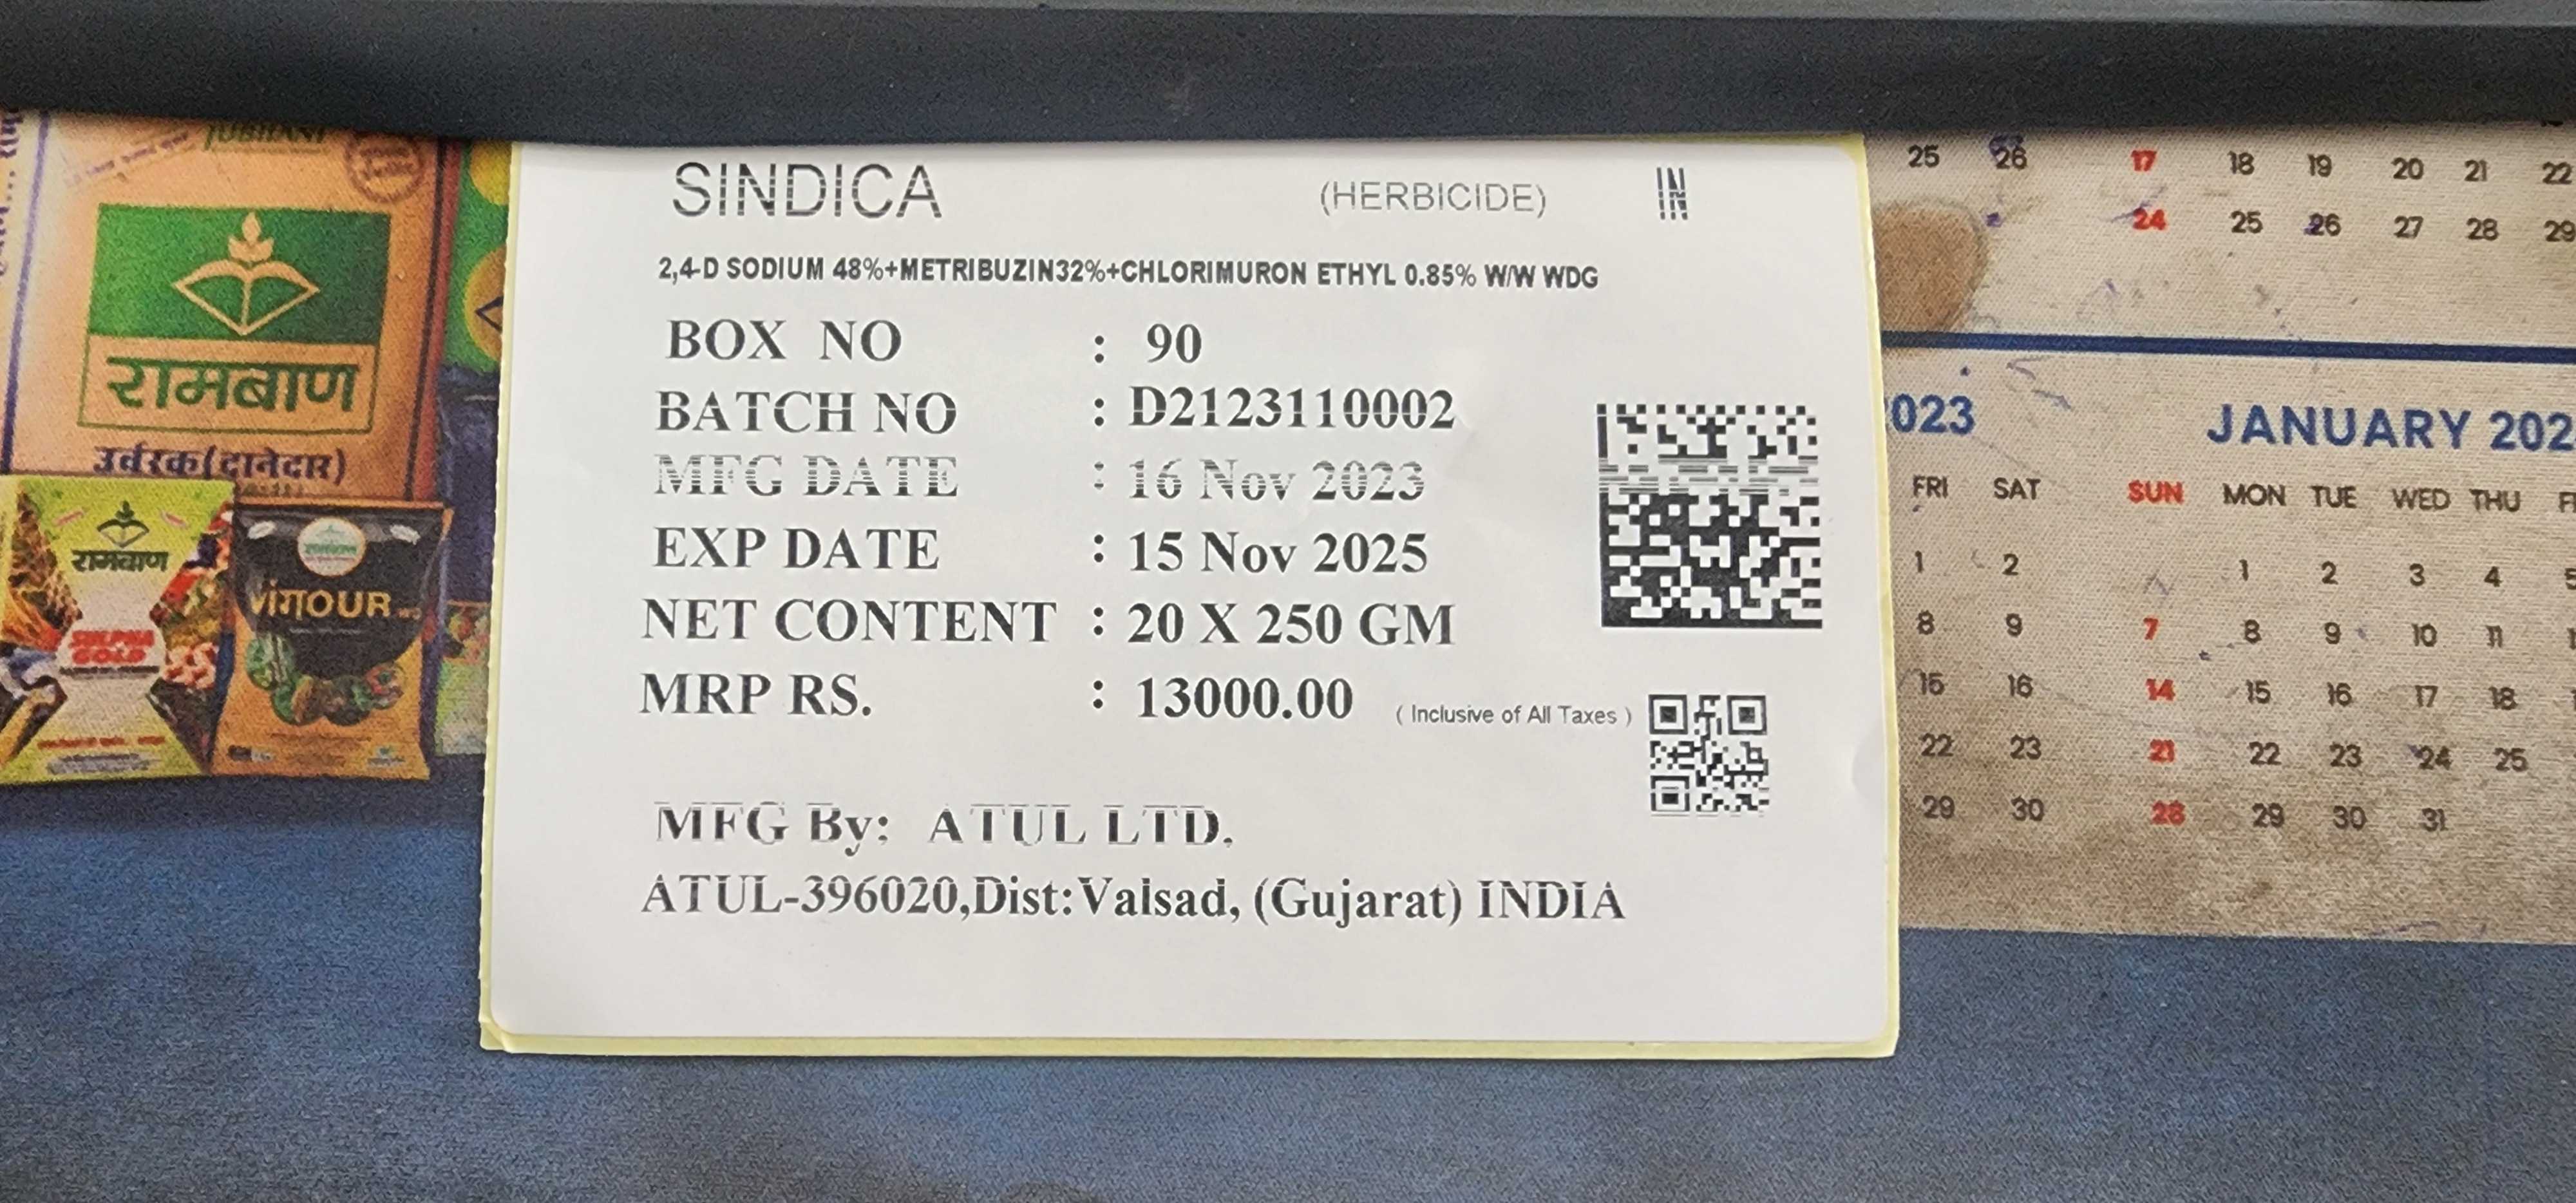 SINDICA (HERBICIDE) IN
2,4-D SODIUM 48%+METRIBUZIN32%+CHLORIMURON ETHYL 0.85% W/W WDG
BOX NO : 90
BATCH NO : D2123110002
MFG DATE : 16 Nov 2023
EXP DATE : 15 Nov 2025
NET CONTENT : 20 X 250 GM
MRP RS. : 13000.00 ( Inclusive of All Taxes )
MFG By: ATUL LTD.
ATUL-396020,Dist:Valsad, (Gujarat) INDIA
रामबाण
उर्वरक(दानेदार)
रामबाण
SULPHA
GOLD
VIGOUR
25 26
17 18 19 20 21 22
24 25 26 27 28 29
023
FRI SAT
1 2
8 9
15 16
22 23
29 30
JANUARY 202
SUN MON TUE WED THU F
1 2 3 4
7 8 9 10 11
14 15 16 17 18
21 22 23 24 25
28 29 30 31